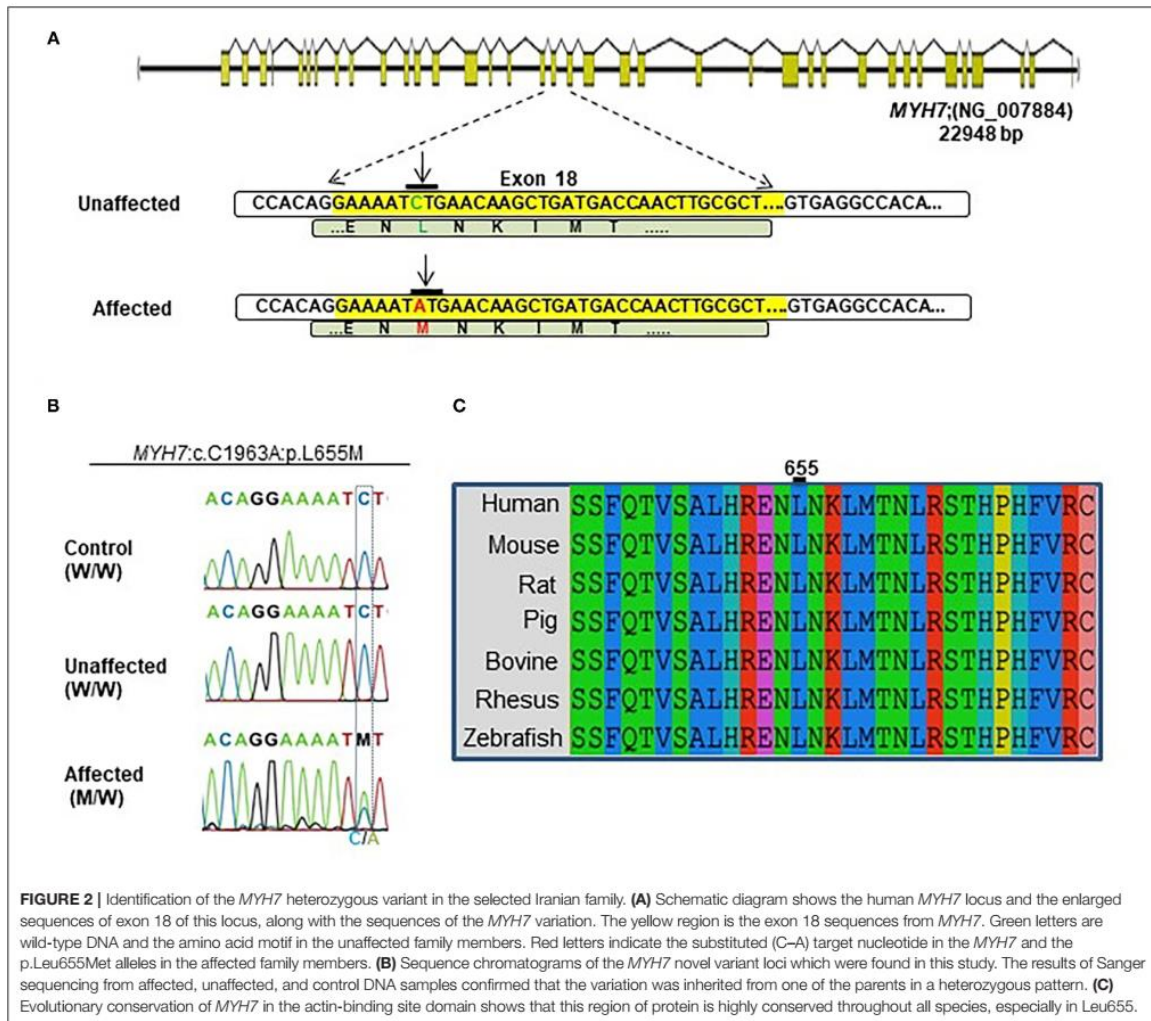 A
MYH7;(NG_007884)
22948 bp
Exon 18
Unaffected
CCACAGGAAAATCTGAACAAGCTGATGACCAACTTGCGCT....GTGAGGCCACA...
...E N L N K I M T .....
Affected
CCACAGGAAAATATGAACAAGCTGATGACCAACTTGCGCT....GTGAGGCCACA...
...E N M N K I M T .....
B
MYH7:c.C1963A:p.L655M
ACAGGAAAATCT
Control
(W/W)
ACAGGAAAATCT
Unaffected
(W/W)
ACAGGAAAATMT
Affected
(M/W)
C/A
C
655
Human SSFQTVSALHRENLNKLMTNLRSTHPHFVRC
Mouse SSFQTVSALHRENLNKLMTNLRSTHPHFVRC
Rat SSFQTVSALHRENLNKLMTNLRSTHPHFVRC
Pig SSFQTVSALHRENLNKLMTNLRSTHPHFVRC
Bovine SSFQTVSALHRENLNKLMTNLRSTHPHFVRC
Rhesus SSFQTVSALHRENLNKLMTNLRSTHPHFVRC
Zebrafish SSFQTVSALHRENLNKLMTNLRSTHPHFVRC
FIGURE 2 | Identification of the MYH7 heterozygous variant in the selected Iranian family. (A) Schematic diagram shows the human MYH7 locus and the enlarged
sequences of exon 18 of this locus, along with the sequences of the MYH7 variation. The yellow region is the exon 18 sequences from MYH7. Green letters are
wild-type DNA and the amino acid motif in the unaffected family members. Red letters indicate the substituted (C–A) target nucleotide in the MYH7 and the
p.Leu655Met alleles in the affected family members. (B) Sequence chromatograms of the MYH7 novel variant loci which were found in this study. The results of Sanger
sequencing from affected, unaffected, and control DNA samples confirmed that the variation was inherited from one of the parents in a heterozygous pattern. (C)
Evolutionary conservation of MYH7 in the actin-binding site domain shows that this region of protein is highly conserved throughout all species, especially in Leu655.